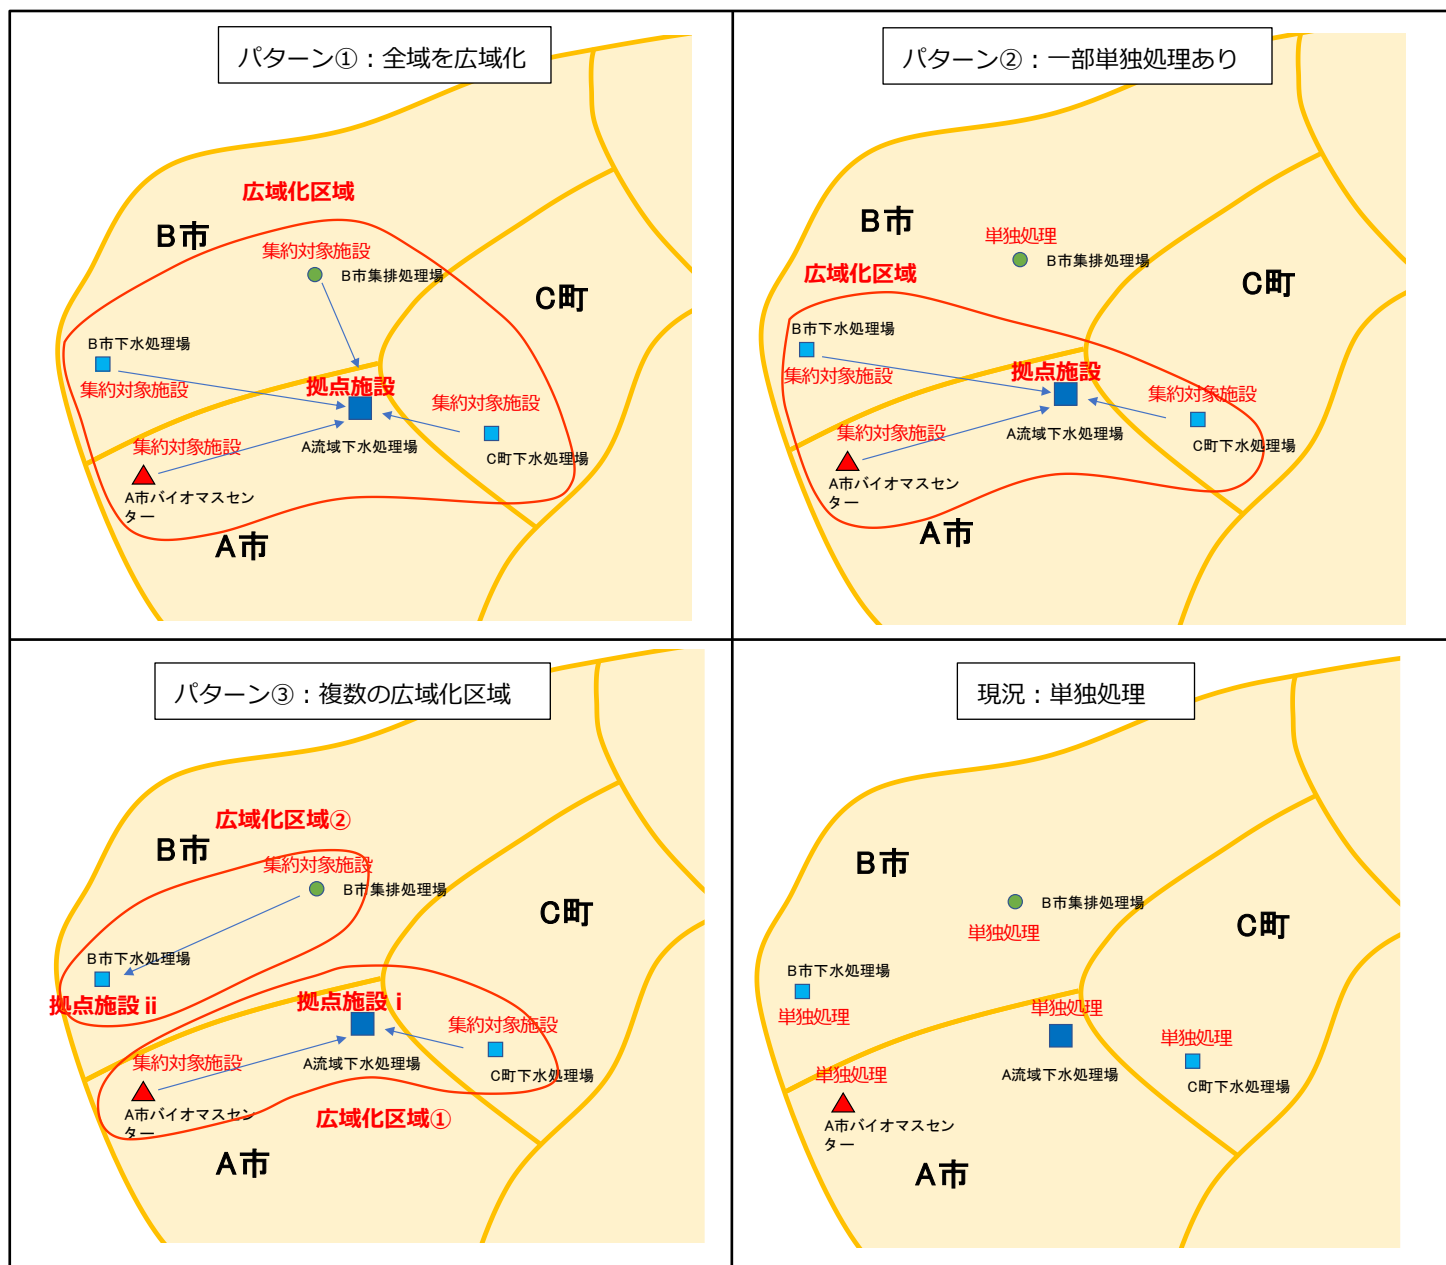 パターン①：全域を広域化
広域化区域
B市
集約対象施設
B市集排処理場
C町
B市下水処理場
集約対象施設
拠点施設
集約対象施設
集約対象施設
A流域下水処理場
C町下水処理場
A市バイオマスセン
ター
A市
パターン②：一部単独処理あり
B市
単独処理
B市集排処理場
広域化区域
C町
B市下水処理場
集約対象施設
拠点施設
集約対象施設
集約対象施設
A流域下水処理場
C町下水処理場
A市バイオマスセン
ター
A市
パターン③：複数の広域化区域
広域化区域②
B市
集約対象施設
B市集排処理場
C町
B市下水処理場
拠点施設ⅱ
拠点施設ⅰ
集約対象施設
集約対象施設
A流域下水処理場
C町下水処理場
A市バイオマスセン
ター
広域化区域①
A市
現況：単独処理
B市
B市集排処理場
単独処理
C町
B市下水処理場
単独処理
単独処理
単独処理
A流域下水処理場
単独処理
C町下水処理場
A市バイオマスセン
ター
A市